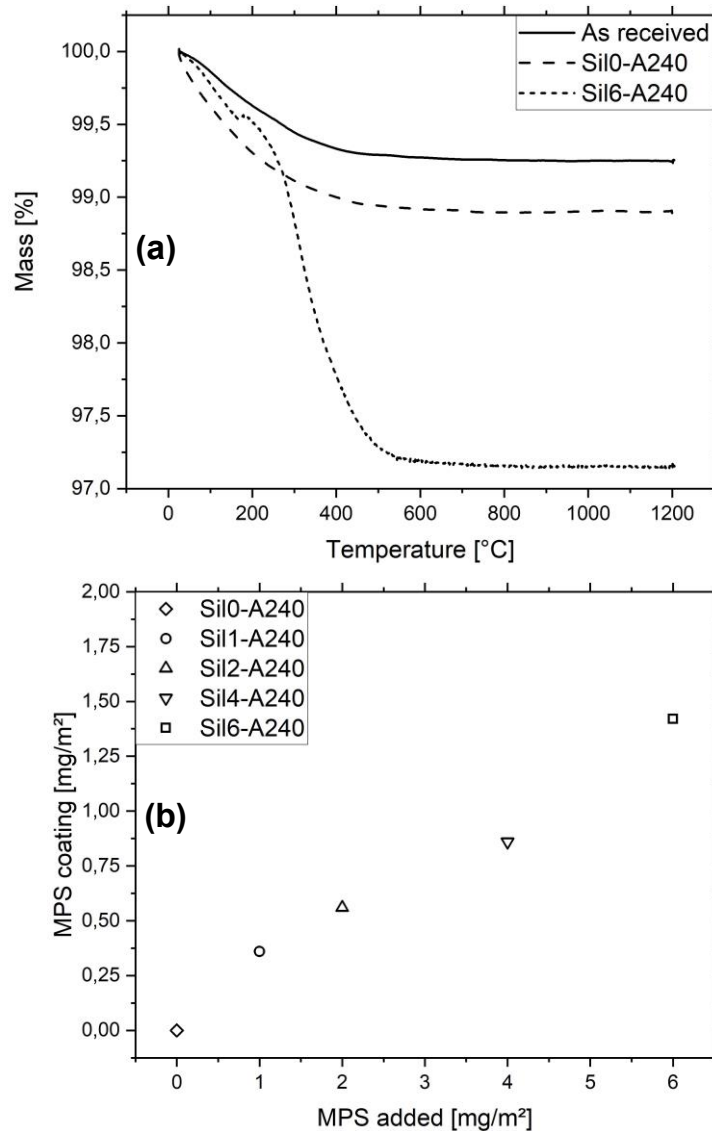 100,0
99,5
99,0
98,5
98,0
97,5
97,0
Mass [%]
(a)
As received
Sil0-A240
Sil6-A240
0 200 400 600 800 1000 1200
Temperature [°C]
2,00
1,75
1,50
1,25
1,00
0,75
0,50
0,25
0,00
MPS coating [mg/m²]
Sil0-A240
Sil1-A240
Sil2-A240
Sil4-A240
Sil6-A240
(b)
0 1 2 3 4 5 6
MPS added [mg/m²]